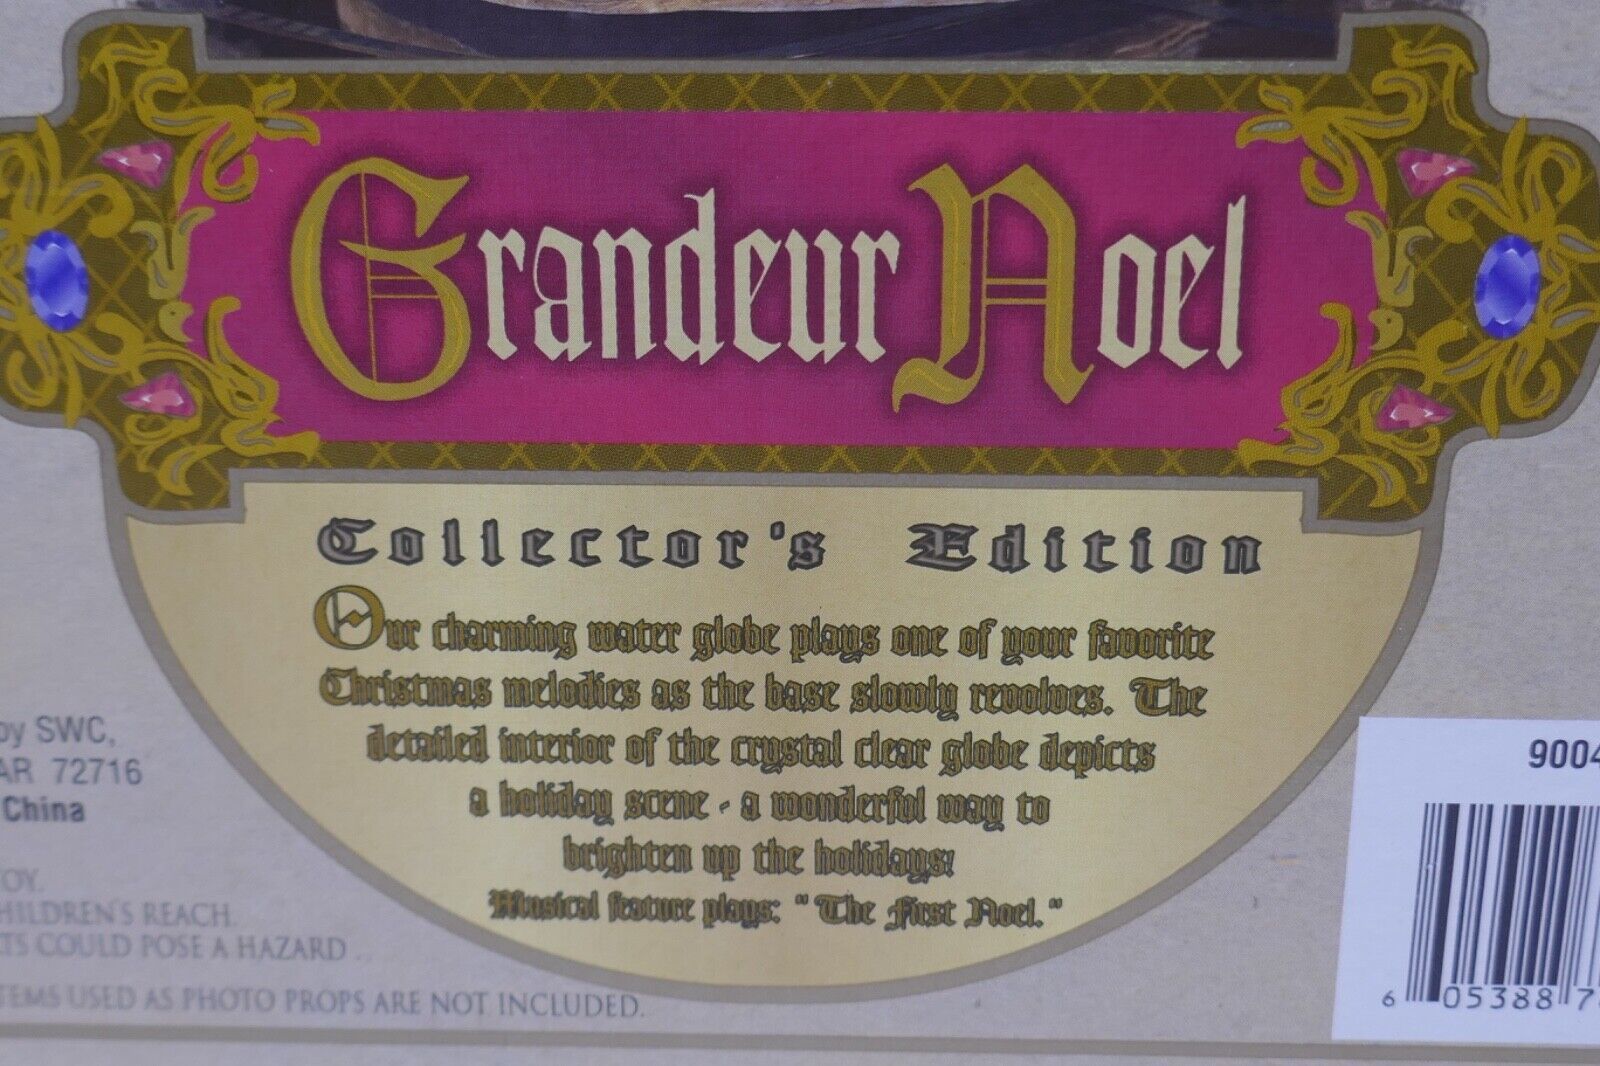 Grandeur Noel
Collector's Edition
Our charming water globe plays one of your favorite
Christmas melodies as the base slowly revolves. The
detailed interior of the crystal clear globe depicts
a holiday scene - a wonderful way to
brighten up the holidays!
Musical feature plays: "The First Noel."
by SWC,
AR 72716
China
OY.
HILDREN'S REACH.
TS COULD POSE A HAZARD..
TEMS USED AS PHOTO PROPS ARE NOT INCLUDED.
9004
6 05388 7